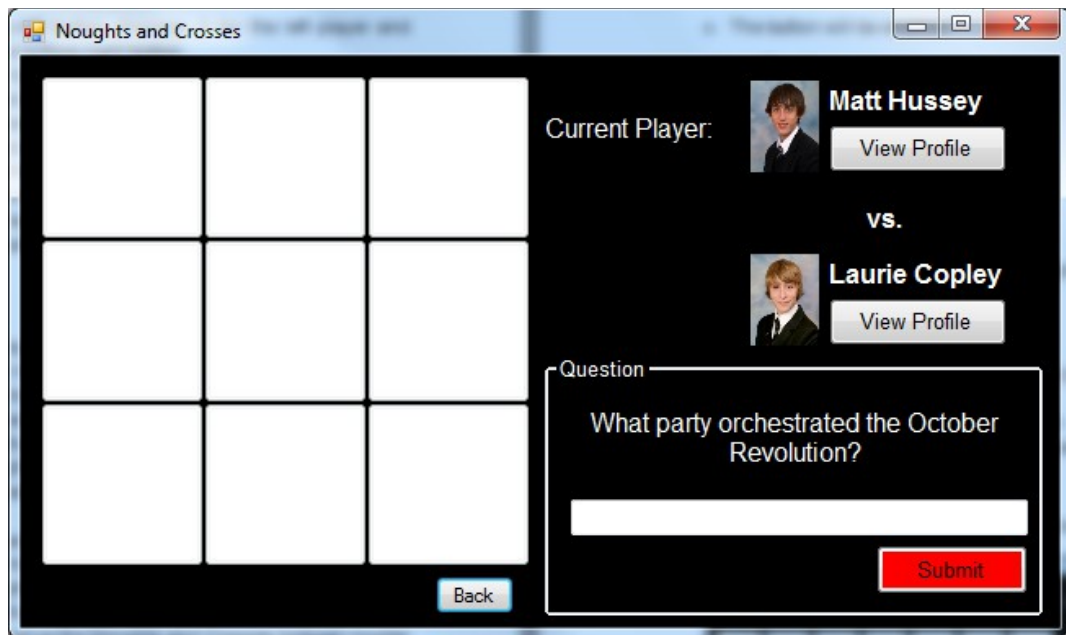 Noughts and Crosses
Current Player:
Matt Hussey
View Profile
vs.
Laurie Copley
View Profile
Question
What party orchestrated the October
Revolution?
Submit
Back